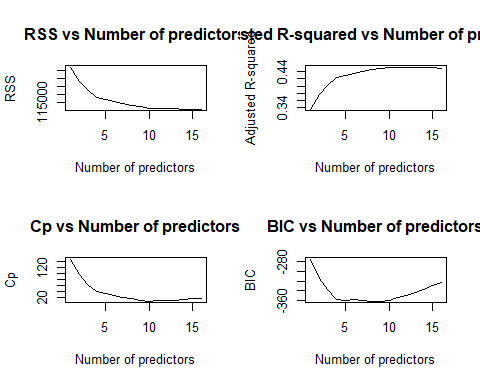 RSS vs Number of predictors
sted R-squared vs Number of pr
RSS
115000
5 10 15
Number of predictors
Adjusted R-squared
0.34 0.44
5 10 15
Number of predictors
Cp vs Number of predictors
BIC vs Number of predictors
Cp
20 120
5 10 15
Number of predictors
BIC
-360 -280
5 10 15
Number of predictors